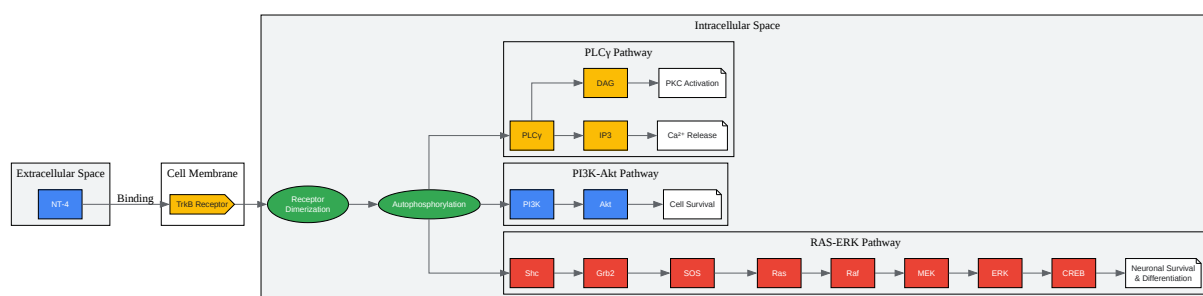 Intracellular Space
PLCγ Pathway
DAG
PKC Activation
PLCγ
IP3
Ca²⁺ Release
Extracellular Space
NT-4
Binding
Cell Membrane
TrkB Receptor
Receptor
Dimerization
Autophosphorylation
PI3K-Akt Pathway
PI3K
Akt
Cell Survival
RAS-ERK Pathway
Shc
Grb2
SOS
Ras
Raf
MEK
ERK
CREB
Neuronal Survival
& Differentiation